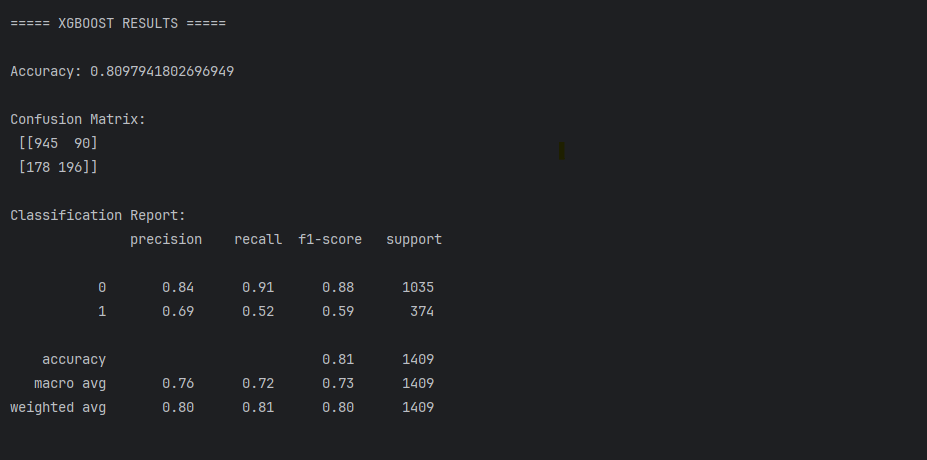 ===== XGBOOST RESULTS =====
Accuracy: 0.8097941802696949
Confusion Matrix:
 [[945  90]
 [178 196]]
Classification Report:
               precision    recall  f1-score   support
           0       0.84      0.91      0.88      1035
           1       0.69      0.52      0.59       374
    accuracy                           0.81      1409
   macro avg       0.76      0.72      0.73      1409
weighted avg       0.80      0.81      0.80      1409